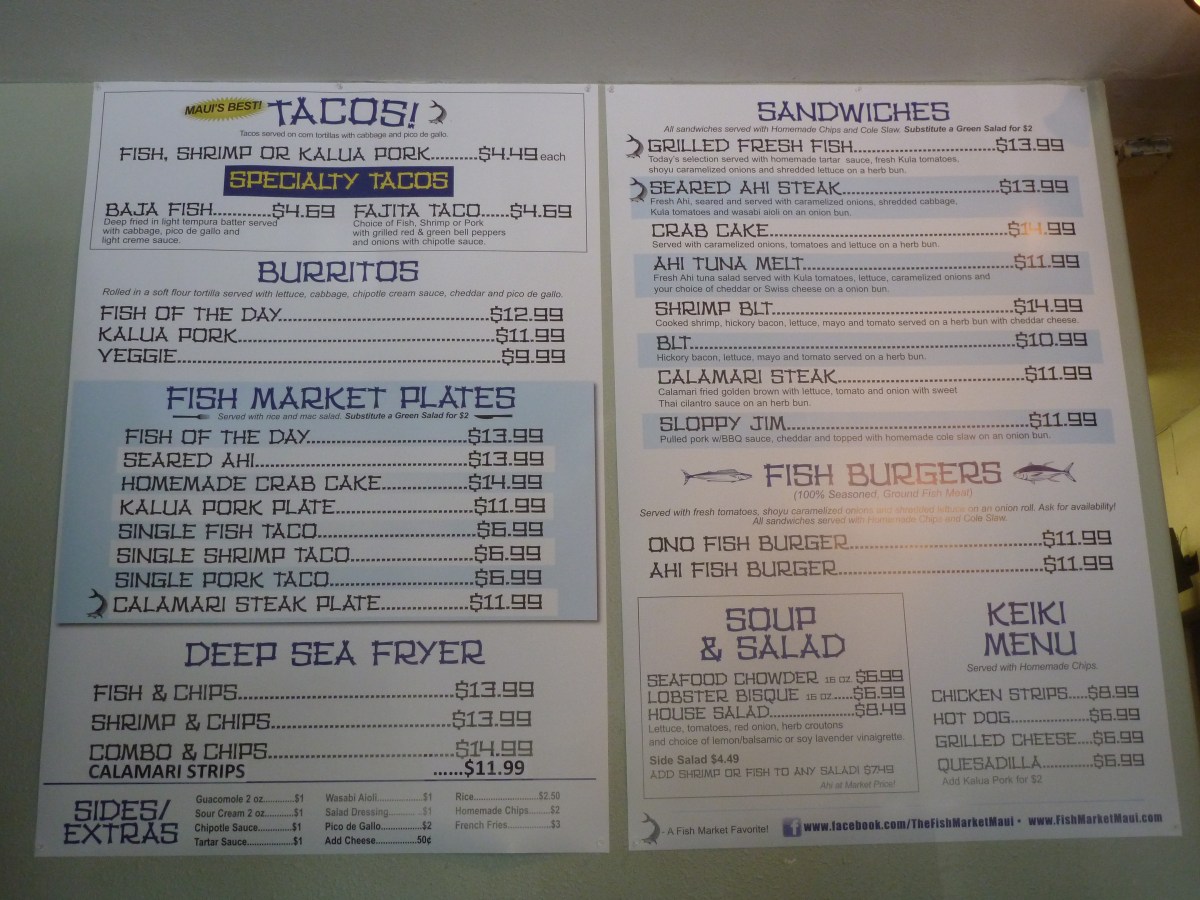 MAUI'S BEST! TACOS!
Tacos served on corn tortillas with cabbage and pico de gallo.
FISH, SHRIMP OR KALUA PORK.........$4.49 each
SPECIALTY TACOS
BAJA FISH..........$4.69
Deep fried in light tempura batter served
with cabbage, pico de gallo and
light creme sauce.
FAJITA TACO.....$4.69
Choice of Fish, Shrimp or Pork
with grilled red & green bell peppers
and onions with chipotle sauce.
BURRITOS
Rolled in a soft flour tortilla served with lettuce, cabbage, chipotle cream sauce, cheddar and pico de gallo.
FISH OF THE DAY..............................$12.99
KALUA PORK.....................................$11.99
VEGGIE..............................................$9.99
FISH MARKET PLATES
Served with rice and mac salad. Substitute a Green Salad for $2
FISH OF THE DAY.......................$13.99
SEARED AHI...............................$13.99
HOMEMADE CRAB CAKE............$14.99
KALUA PORK PLATE..................$11.99
SINGLE FISH TACO.....................$6.99
SINGLE SHRIMP TACO................$6.99
SINGLE PORK TACO...................$6.99
CALAMARI STEAK PLATE............$11.99
DEEP SEA FRYER
FISH & CHIPS...............................$13.99
SHRIMP & CHIPS..........................$13.99
COMBO & CHIPS..........................$14.99
CALAMARI STRIPS ......$11.99
SIDES/
EXTRAS
Guacomole 2 oz..........$1
Sour Cream 2 oz.........$1
Chipotle Sauce...........$1
Tartar Sauce...............$1
Wasabi Aioli................$1
Salad Dressing............$1
Pico de Gallo...............$2
Add Cheese...............50¢
Rice......................$2.50
Homemade Chips.......$2
French Fries..............$3
SANDWICHES
All sandwiches served with Homemade Chips and Cole Slaw. Substitute a Green Salad for $2
GRILLED FRESH FISH........................$13.99
Today's selection served with homemade tartar sauce, fresh Kula tomatoes,
shoyu caramelized onions and shredded lettuce on a herb bun.
SEARED AHI STEAK..........................$13.99
Fresh Ahi, seared and served with caramelized onions, shredded cabbage,
Kula tomatoes and wasabi aioli on an onion bun.
CRAB CAKE......................................$14.99
Served with caramelized onions, tomatoes and lettuce on a herb bun.
AHI TUNA MELT................................$11.99
Fresh Ahi tuna salad served with Kula tomatoes, lettuce, caramelized onions and
your choice of cheddar or Swiss cheese on a onion bun.
SHRIMP BLT.....................................$14.99
Cooked shrimp, hickory bacon, lettuce, mayo and tomato served on a herb bun with cheddar cheese.
BLT..................................................$10.99
Hickory bacon, lettuce, mayo and tomato served on a herb bun.
CALAMARI STEAK............................$11.99
Calamari fried golden brown with lettuce, tomato and onion with sweet
Thai cilantro sauce on an herb bun.
SLOPPY JIM.....................................$11.99
Pulled pork w/BBQ sauce, cheddar and topped with homemade cole slaw on an onion bun.
FISH BURGERS
(100% Seasoned, Ground Fish Meat)
Served with fresh tomatoes, shoyu caramelized onions and shredded lettuce on an onion roll. Ask for availability!
All sandwiches served with Homemade Chips and Cole Slaw.
ONO FISH BURGER............................$11.99
AHI FISH BURGER..............................$11.99
SOUP
& SALAD
SEAFOOD CHOWDER 16 OZ $6.99
LOBSTER BISQUE 16 OZ.....$6.99
HOUSE SALAD................$8.49
Lettuce, tomatoes, red onion, herb croutons
and choice of lemon/balsamic or soy lavender vinaigrette.
Side Salad $4.49
ADD SHRIMP OR FISH TO ANY SALAD! $7.49
Ahi at Market Price!
KEIKI
MENU
Served with Homemade Chips.
CHICKEN STRIPS.....$8.99
HOT DOG................$6.99
GRILLED CHEESE....$6.99
QUESADILLA............$6.99
Add Kalua Pork for $2
- A Fish Market Favorite! f www.facebook.com/TheFishMarketMaui • www.FishMarketMaui.com